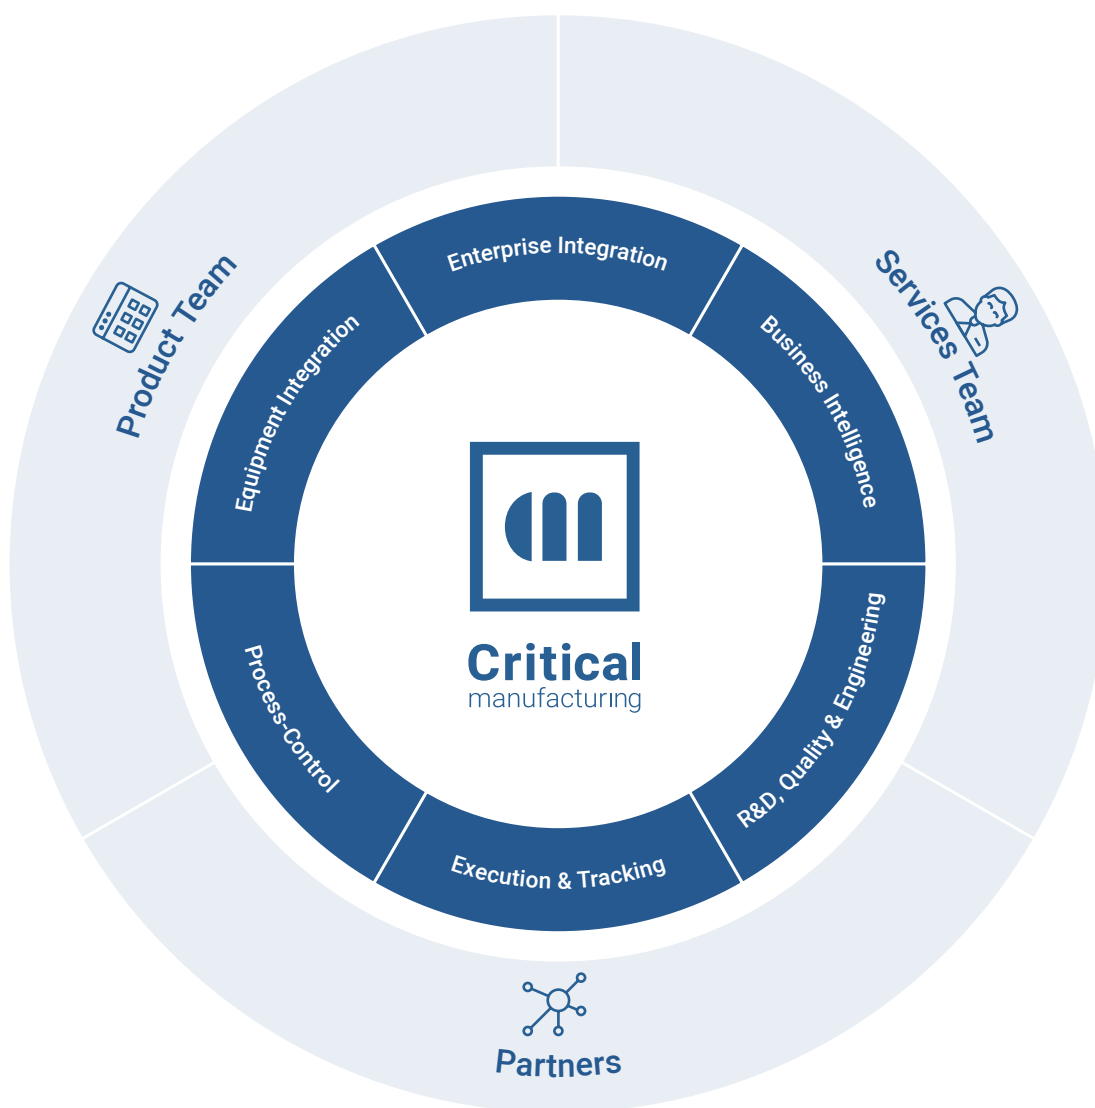 Product Team
Services Team
Partners
Enterprise Integration
Business Intelligence
R&D, Quality & Engineering
Execution & Tracking
Process-Control
Equipment Integration
Critical
manufacturing